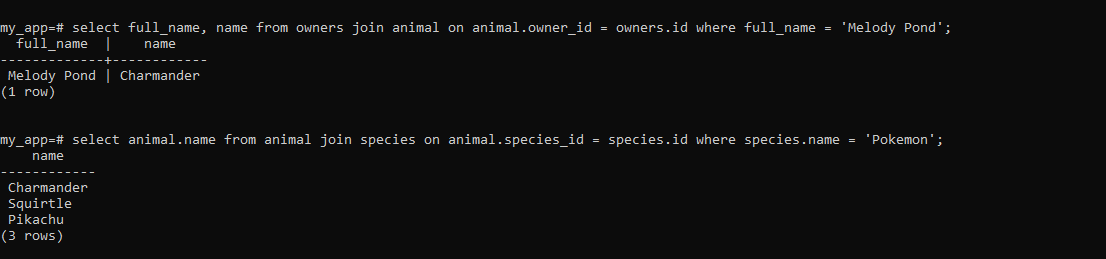 my_app=# select full_name, name from owners join animal on animal.owner_id = owners.id where full_name = 'Melody Pond';
  full_name  |    name
-------------+------------
 Melody Pond | Charmander
(1 row)
my_app=# select animal.name from animal join species on animal.species_id = species.id where species.name = 'Pokemon';
    name
------------
 Charmander
 Squirtle
 Pikachu
(3 rows)